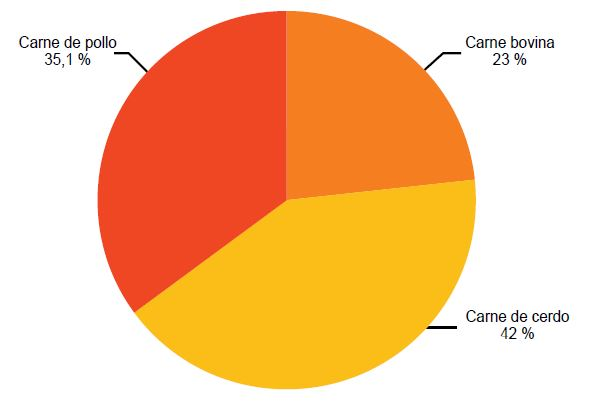 Carne de pollo
35,1 %
Carne bovina
23 %
Carne de cerdo
42 %